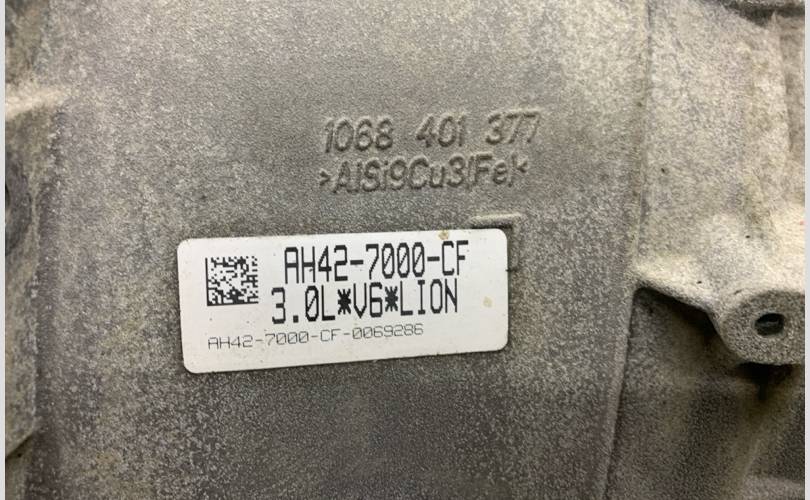 1068 401 377
>AlSi9Cu3(Fe)<
AH42-7000-CF
3.0L*V6*LION
AH42-7000-CF-0069286